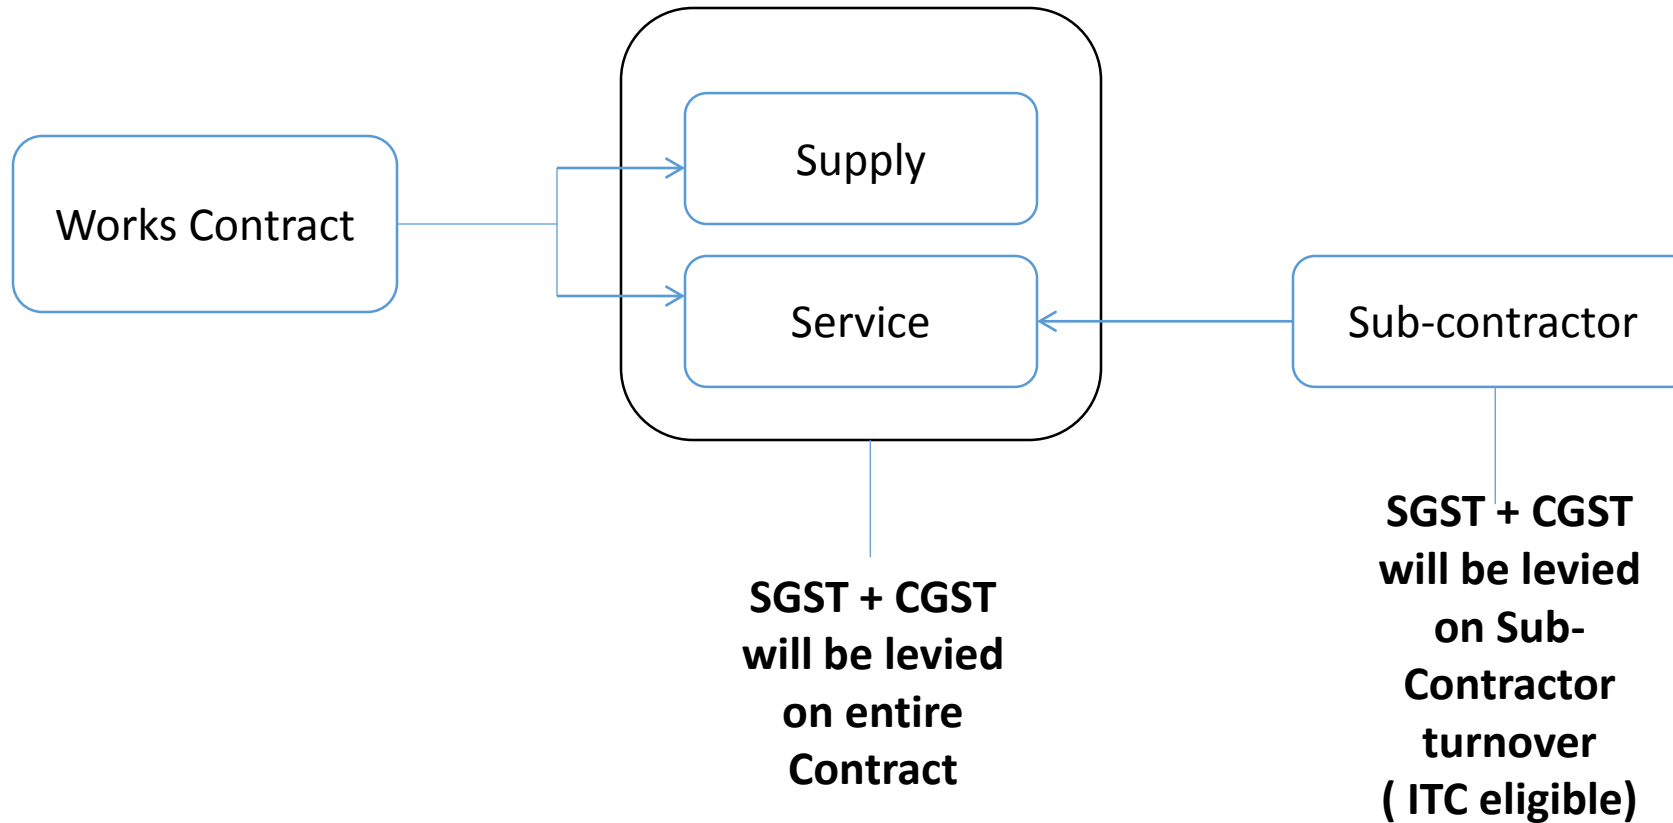 Supply
Works Contract
Service
Sub-contractor
SGST + CGST
will be levied
on entire
Contract
SGST + CGST
will be levied
on Sub-
Contractor
turnover
( ITC eligible)